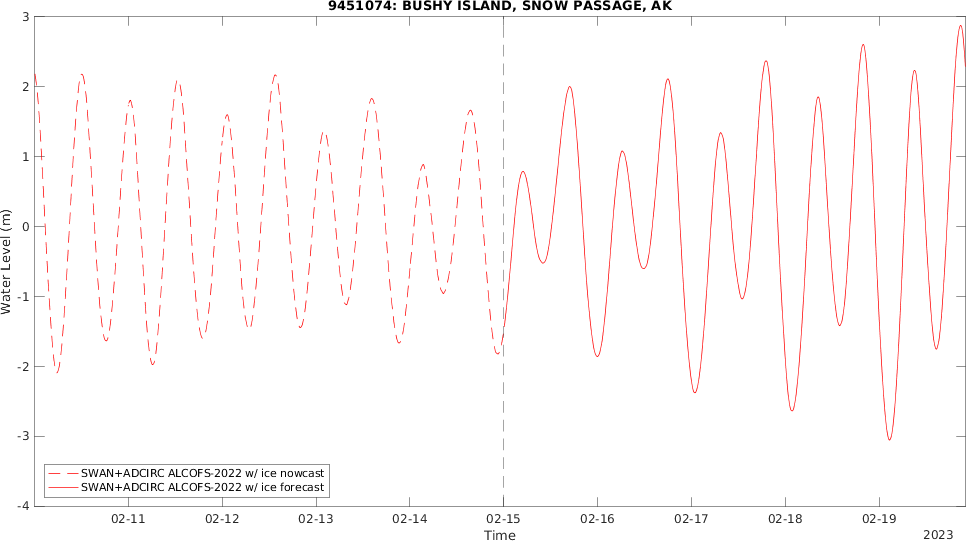 9451074: BUSHY ISLAND, SNOW PASSAGE, AK
3
2
1
0
-1
-2
-3
-4
Water Level (m)
SWAN+ADCIRC ALCOFS-2022 w/ ice nowcast
SWAN+ADCIRC ALCOFS-2022 w/ ice forecast
02-11 02-12 02-13 02-14 02-15 02-16 02-17 02-18 02-19
Time
2023